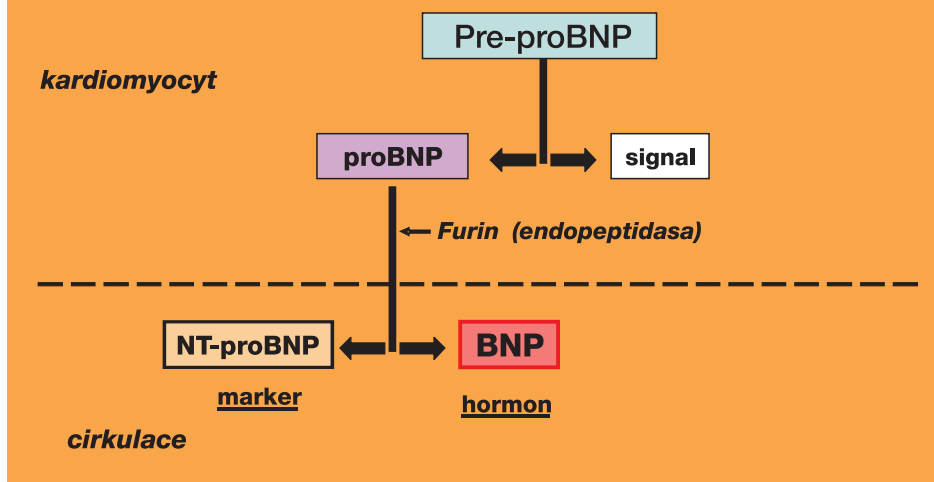 Pre-proBNP
kardiomyocyt
proBNP
signal
Furin (endopeptidasa)
NT-proBNP
BNP
marker
hormon
cirkulace